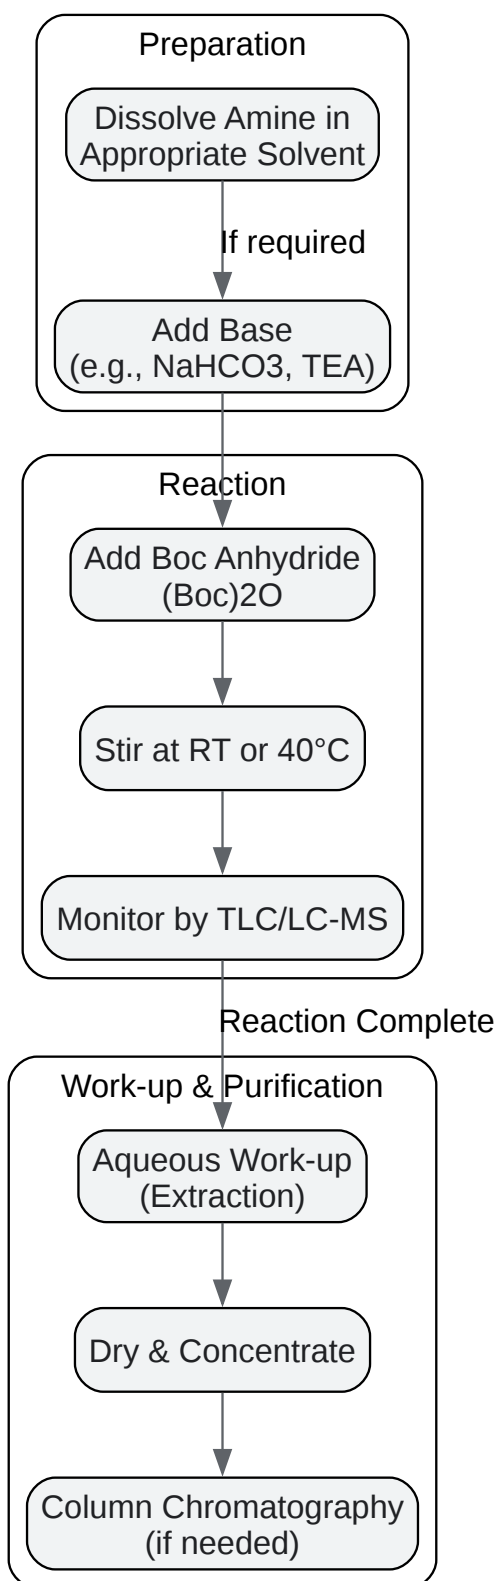 Preparation
Dissolve Amine in
Appropriate Solvent
If required
Add Base
(e.g., NaHCO3, TEA)
Reaction
Add Boc Anhydride
(Boc)2O
Stir at RT or 40°C
Monitor by TLC/LC-MS
Reaction Complete
Work-up & Purification
Aqueous Work-up
(Extraction)
Dry & Concentrate
Column Chromatography
(if needed)